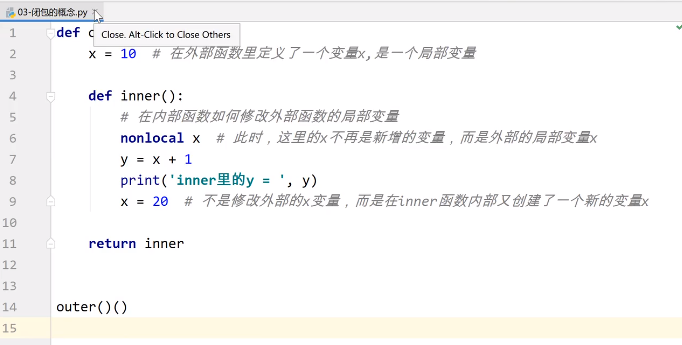 03-闭包的概念.py
Close. Alt-Click to Close Others
1 def
2 x = 10 # 在外部函数里定义了一个变量x,是一个局部变量
3
4 def inner():
5 # 在内部函数如何修改外部函数的局部变量
6 nonlocal x # 此时，这里的x不再是新增的变量，而是外部的局部变量x
7 y = x + 1
8 print('inner里的y = ', y)
9 x = 20 # 不是修改外部的x变量，而是在inner函数内部又创建了一个新的变量x
10
11 return inner
12
13
14 outer()()
15